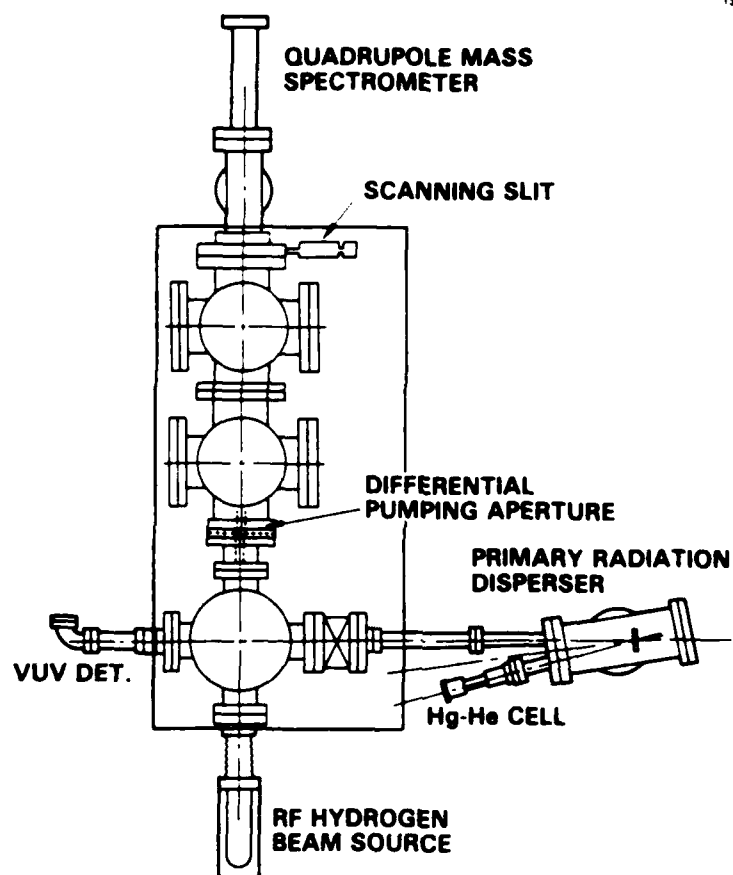 QUADRUPOLE MASS
SPECTROMETER
SCANNING SLIT
DIFFERENTIAL
PUMPING APERTURE
PRIMARY RADIATION
DISPERSER
VUV DET.
Hg-He CELL
RF HYDROGEN
BEAM SOURCE